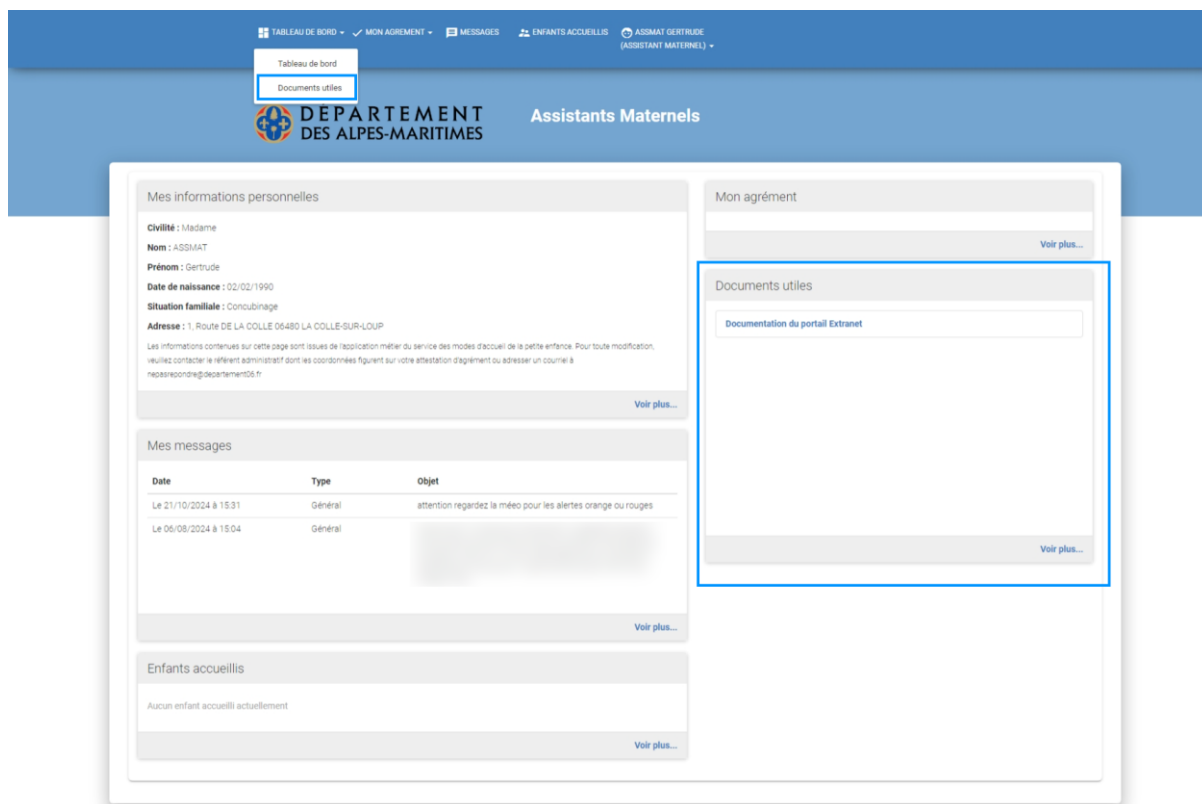 TABLEAU DE BORD
MON AGREMENT
MESSAGES
ENFANTS ACCUEILLIS
ASSMAT GERTRUDE
(ASSISTANT MATERNEL)
Tableau de bord
Documents utiles
DÉPARTEMENT
DES ALPES-MARITIMES
Assistants Maternels
Mes informations personnelles
Civilité : Madame
Nom : ASSMAT
Prénom : Gertrude
Date de naissance : 02/02/1990
Situation familiale : Concubinage
Adresse : 1, Route DE LA COLLE 06480 LA COLLE-SUR-LOUP
Les informations contenues sur cette page sont issues de l'application métier du service des modes d'accueil de la petite enfance. Pour toute modification,
veuillez contacter le référent administratif dont les coordonnées figurent sur votre attestation d'agrément ou adresser un courriel à
nepasrepondre@departement06.fr
Voir plus...
Mes messages
Date Type Objet
Le 21/10/2024 à 15:31 Général attention regardez la méeo pour les alertes orange ou rouges
Le 06/08/2024 à 15:04 Général
Voir plus...
Enfants accueillis
Aucun enfant accueilli actuellement
Voir plus...
Mon agrément
Voir plus...
Documents utiles
Documentation du portail Extranet
Voir plus...